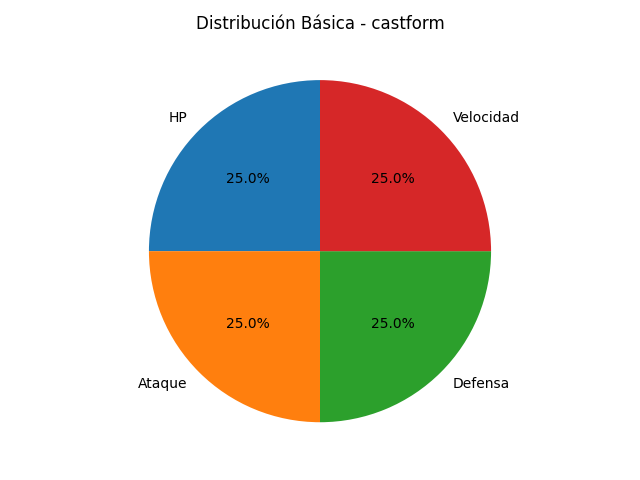 Distribución Básica - castform
HP
Velocidad
25.0%
25.0%
25.0%
25.0%
Ataque
Defensa